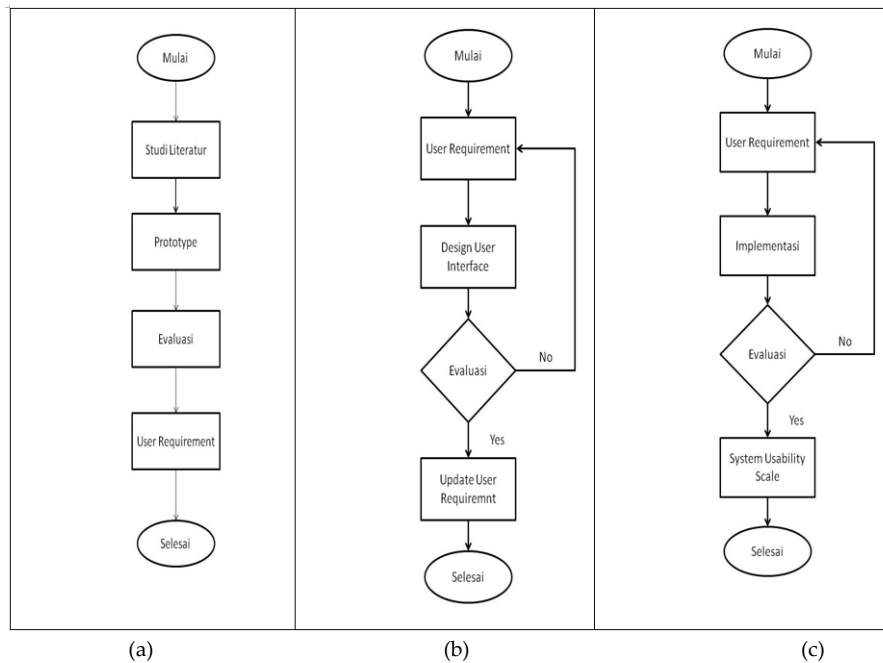 Mulai
Studi Literatur
Prototype
Evaluasi
User Requirement
Selesai
(a)
Mulai
User Requirement
Design User
Interface
Evaluasi
No
Yes
Update User
Requiremnt
Selesai
(b)
Mulai
User Requirement
Implementasi
Evaluasi
No
Yes
System Usability
Scale
Selesai
(c)